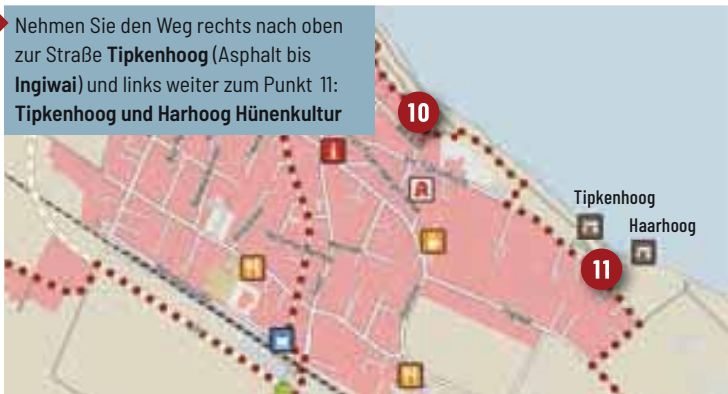 Nehmen Sie den Weg rechts nach oben
zur Straße Tipkenhoog (Asphalt bis
Ingiwai) und links weiter zum Punkt 11:
Tipkenhoog und Harhoog Hünenkultur
10
i
A
Tipkenhoog
Haarhoog
11